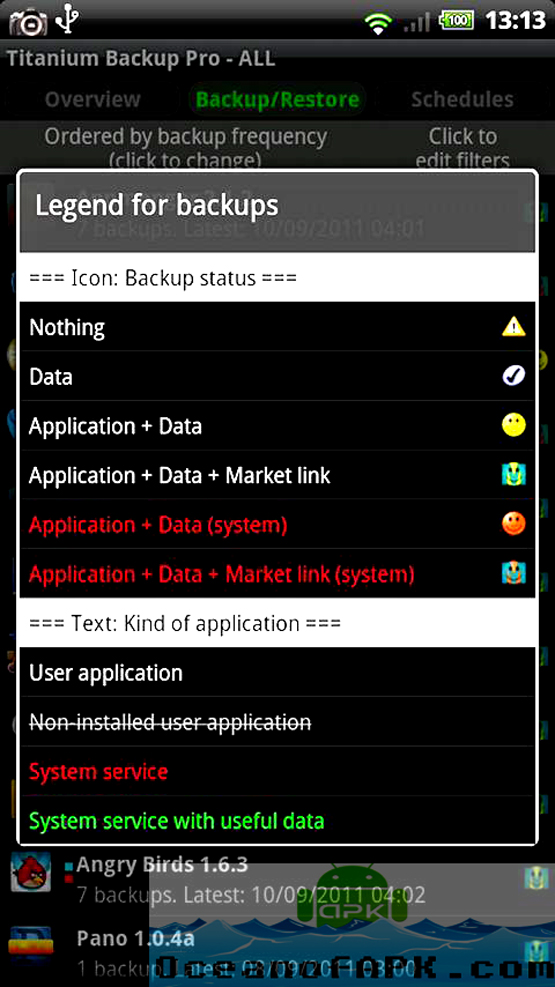 100
13:13
Titanium Backup Pro - ALL
Overview
Backup/Restore
Schedules
Ordered by backup frequency
(click to change)
Click to
edit filters
7 backups. Latest: 10/09/2011 04:01
Legend for backups
=== Icon: Backup status ===
Nothing
Data
Application + Data
Application + Data + Market link
Application + Data (system)
Application + Data + Market link (system)
=== Text: Kind of application ===
User application
Non-installed user application
System service
System service with useful data
Angry Birds 1.6.3
7 backups. Latest: 10/09/2011 04:02
apk
Pano 1.0.4a
1 backup. Latest: 08/09/2011 03:00
OceanofAPK.com